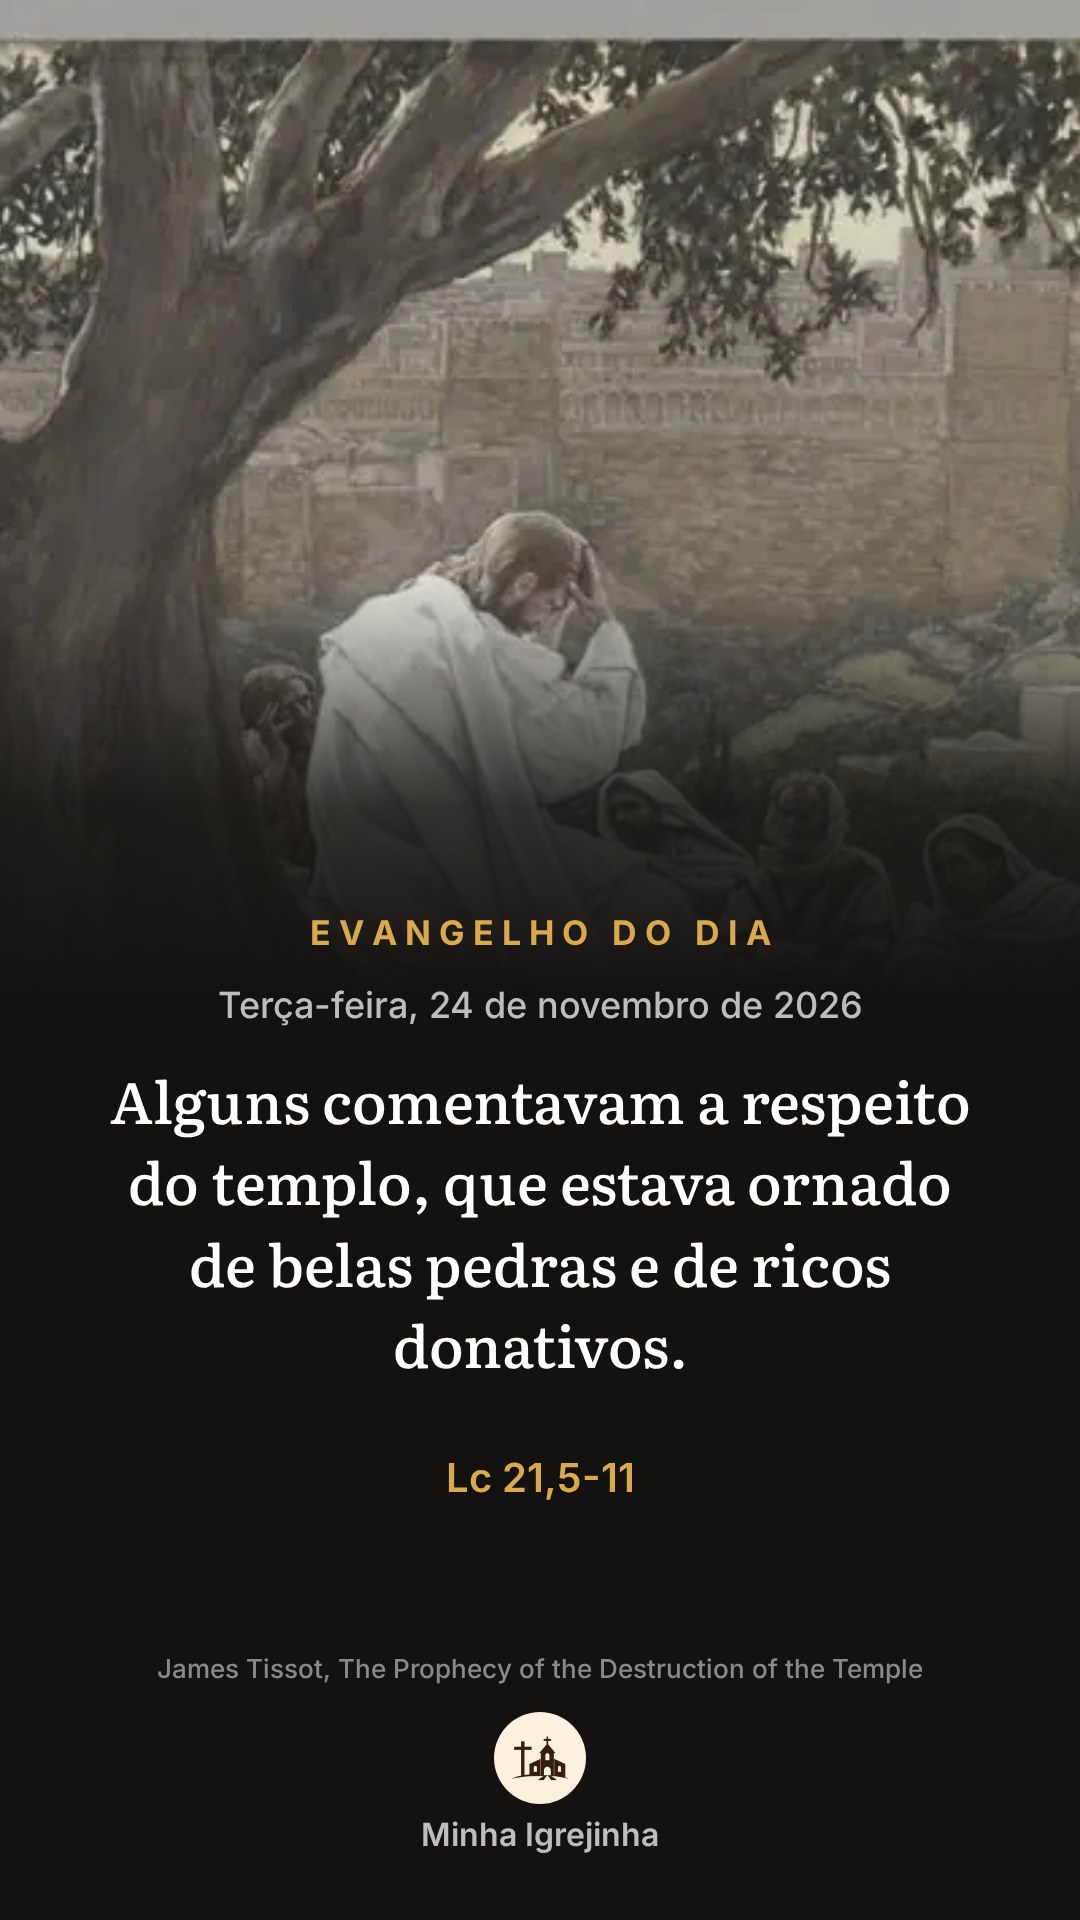 EVANGELHO DO DIA
Terça-feira, 24 de novembro de 2026
Alguns comentavam a respeito
do templo, que estava ornado
de belas pedras e de ricos
donativos.
Lc 21,5-11
James Tissot, The Prophecy of the Destruction of the Temple
Minha Igrejinha